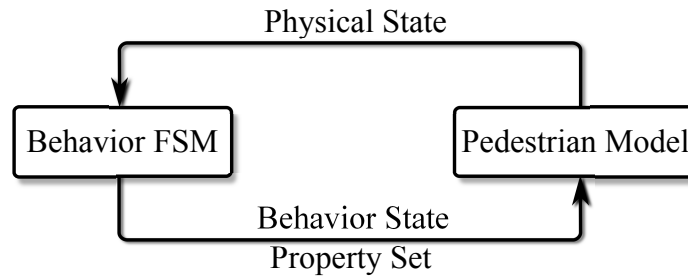 Physical State
Behavior FSM
Pedestrian Model
Behavior State
Property Set